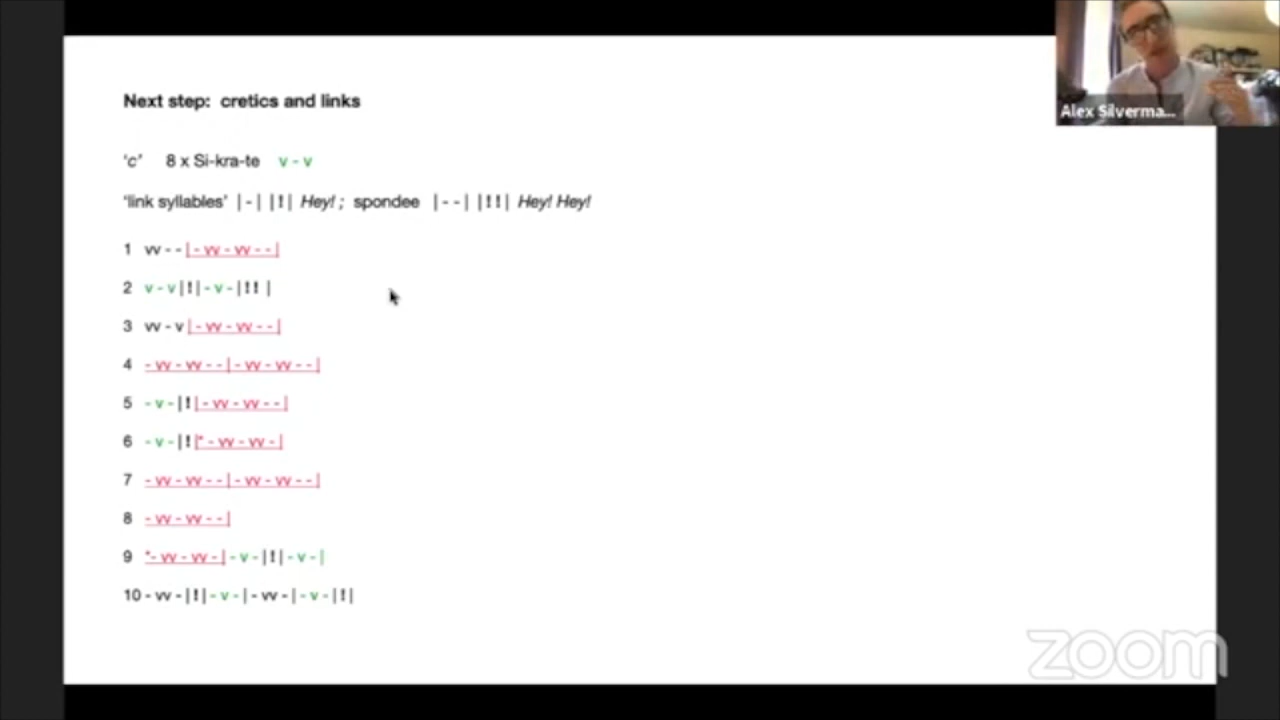 Next step: cretics and links
Alex Silverma...
'c' 8 x Si-kra-te v - v
'link syllables' | - | | ! | Hey! ; spondee | - - | | ! ! | Hey! Hey!
1 vv - - | - vv - vv - - |
2 v - v | ! | - v - | ! ! |
3 vv - v | - vv - vv - - |
4 - vv - vv - - | - vv - vv - - |
5 - v - | ! | - vv - vv - - |
6 - v - | ! | * - vv - vv - |
7 - vv - vv - - | - vv - vv - - |
8 - vv - vv - - |
9 * - vv - vv - | - v - | ! | - v - |
10 - vv - | ! | - v - | - vv - | - v - | ! |
zoom